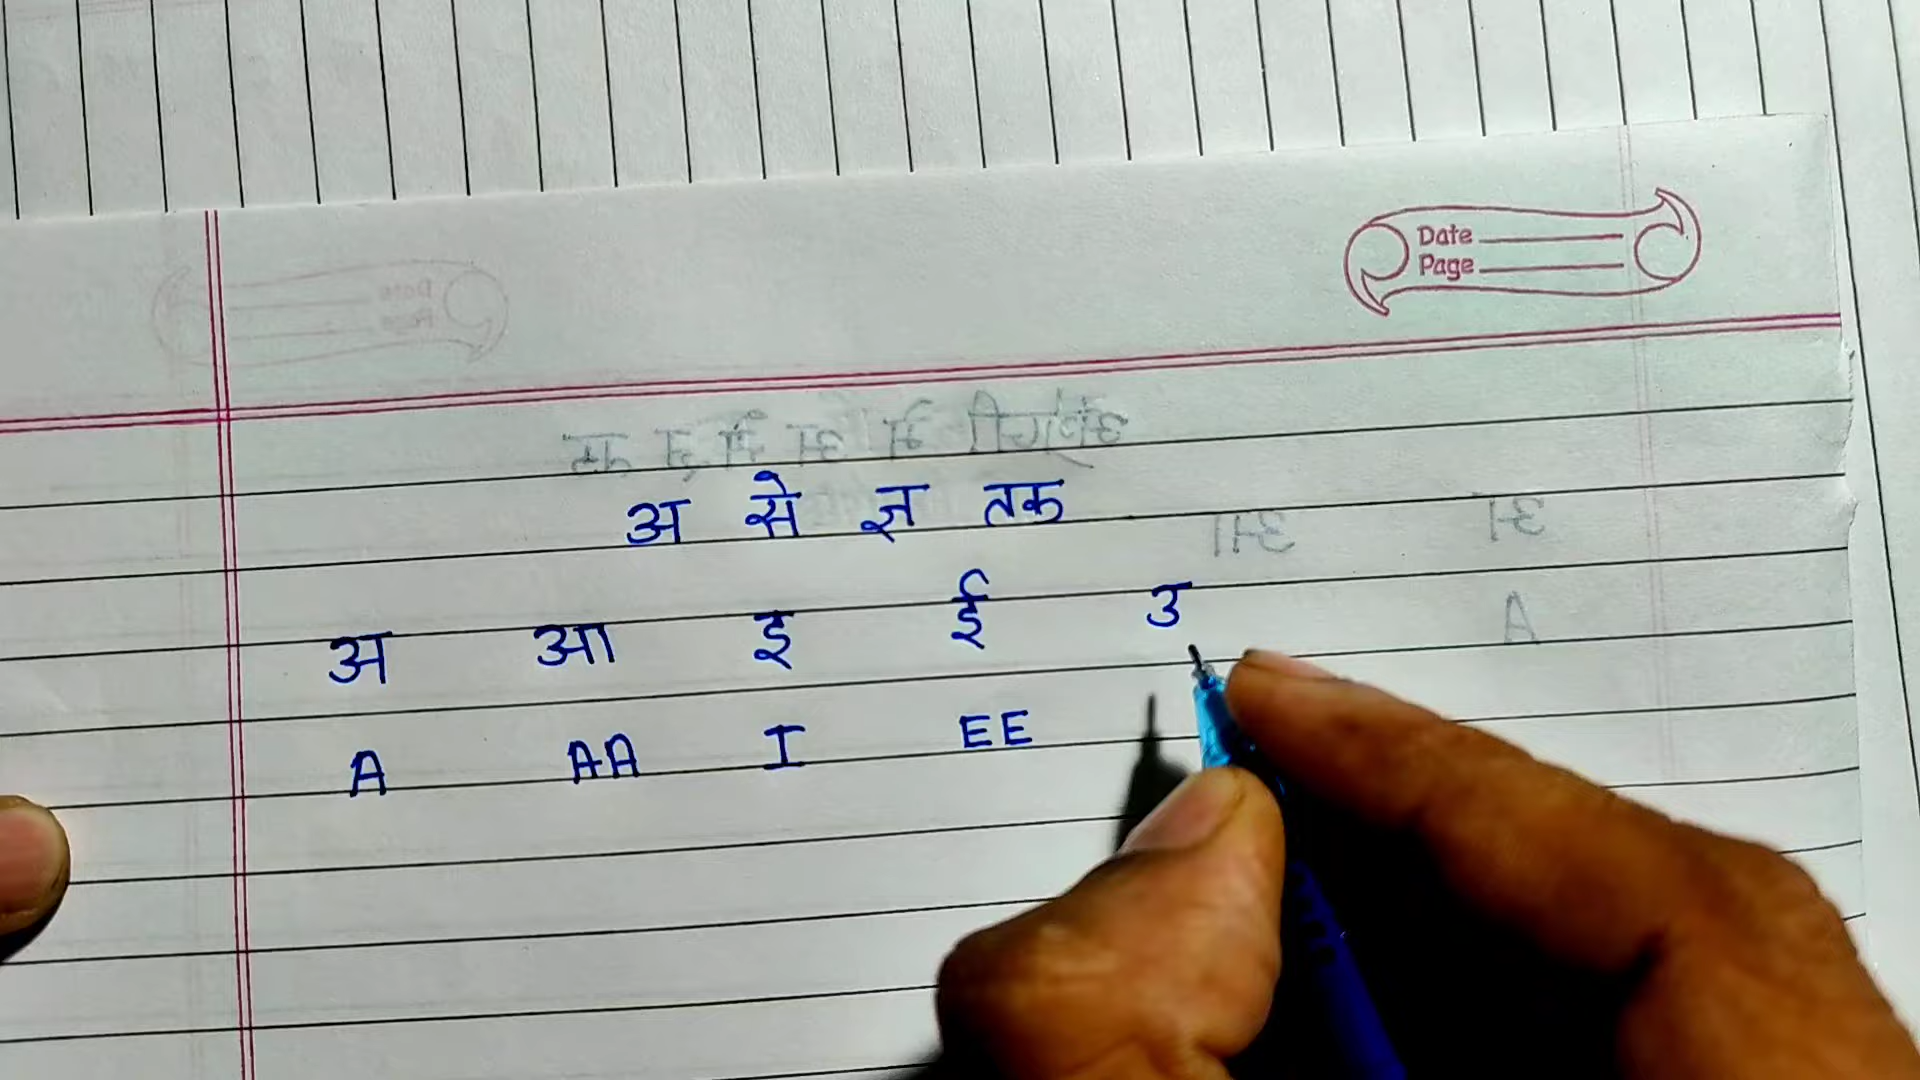 Date
Page
अ से ज्ञ तक
अ आ इ ई उ
A AA I EE